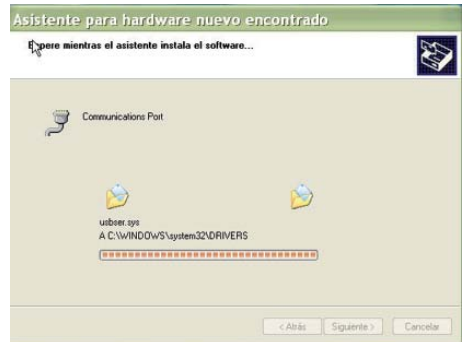 Asistente para hardware nuevo encontrado
Espere mientras el asistente instala el software...
Communications Port
usbser.sys
A C:\WINDOWS\system32\DRIVERS
< Atrás
Siguiente >
Cancelar